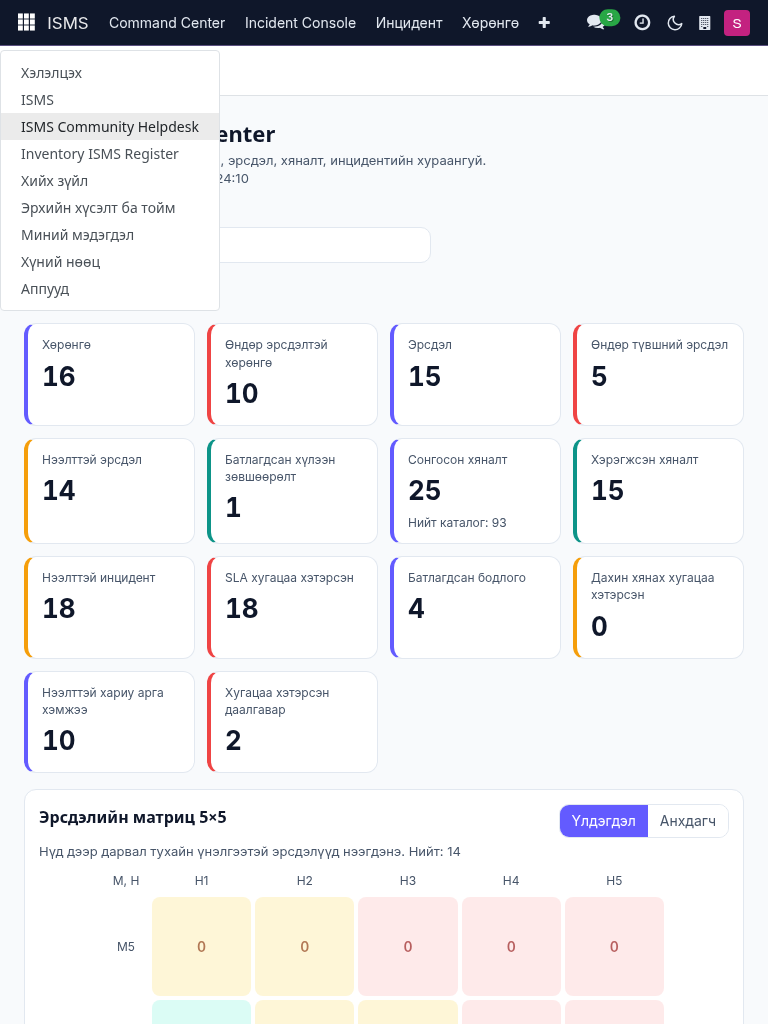 ISMS Command Center Incident Console Инцидент Хөрөнгө 3 S
Хэлэлцэх
ISMS
ISMS Community Helpdesk
Inventory ISMS Register
Хийх зүйл
Эрхийн хүсэлт ба тойм
Миний мэдэгдэл
Хүний нөөц
Аппууд
enter
, эрсдэл, хяналт, инцидентийн хураангуй.
24:10
Хөрөнгө
16
Өндөр эрсдэлтэй
хөрөнгө
10
Эрсдэл
15
Өндөр түвшний эрсдэл
5
Нээлттэй эрсдэл
14
Батлагдсан хүлээн
зөвшөөрөлт
1
Сонгосон хяналт
25
Нийт каталог: 93
Хэрэгжсэн хяналт
15
Нээлттэй инцидент
18
SLA хугацаа хэтэрсэн
18
Батлагдсан бодлого
4
Дахин хянах хугацаа
хэтэрсэн
0
Нээлттэй хариу арга
хэмжээ
10
Хугацаа хэтэрсэн
даалгавар
2
Эрсдэлийн матриц 5×5
Үлдэгдэл Анхдагч
Нүд дээр дарвал тухайн үнэлгээтэй эрсдэлүүд нээгдэнэ. Нийт: 14
М, Н Н1 Н2 Н3 Н4 Н5
М5 0 0 0 0 0